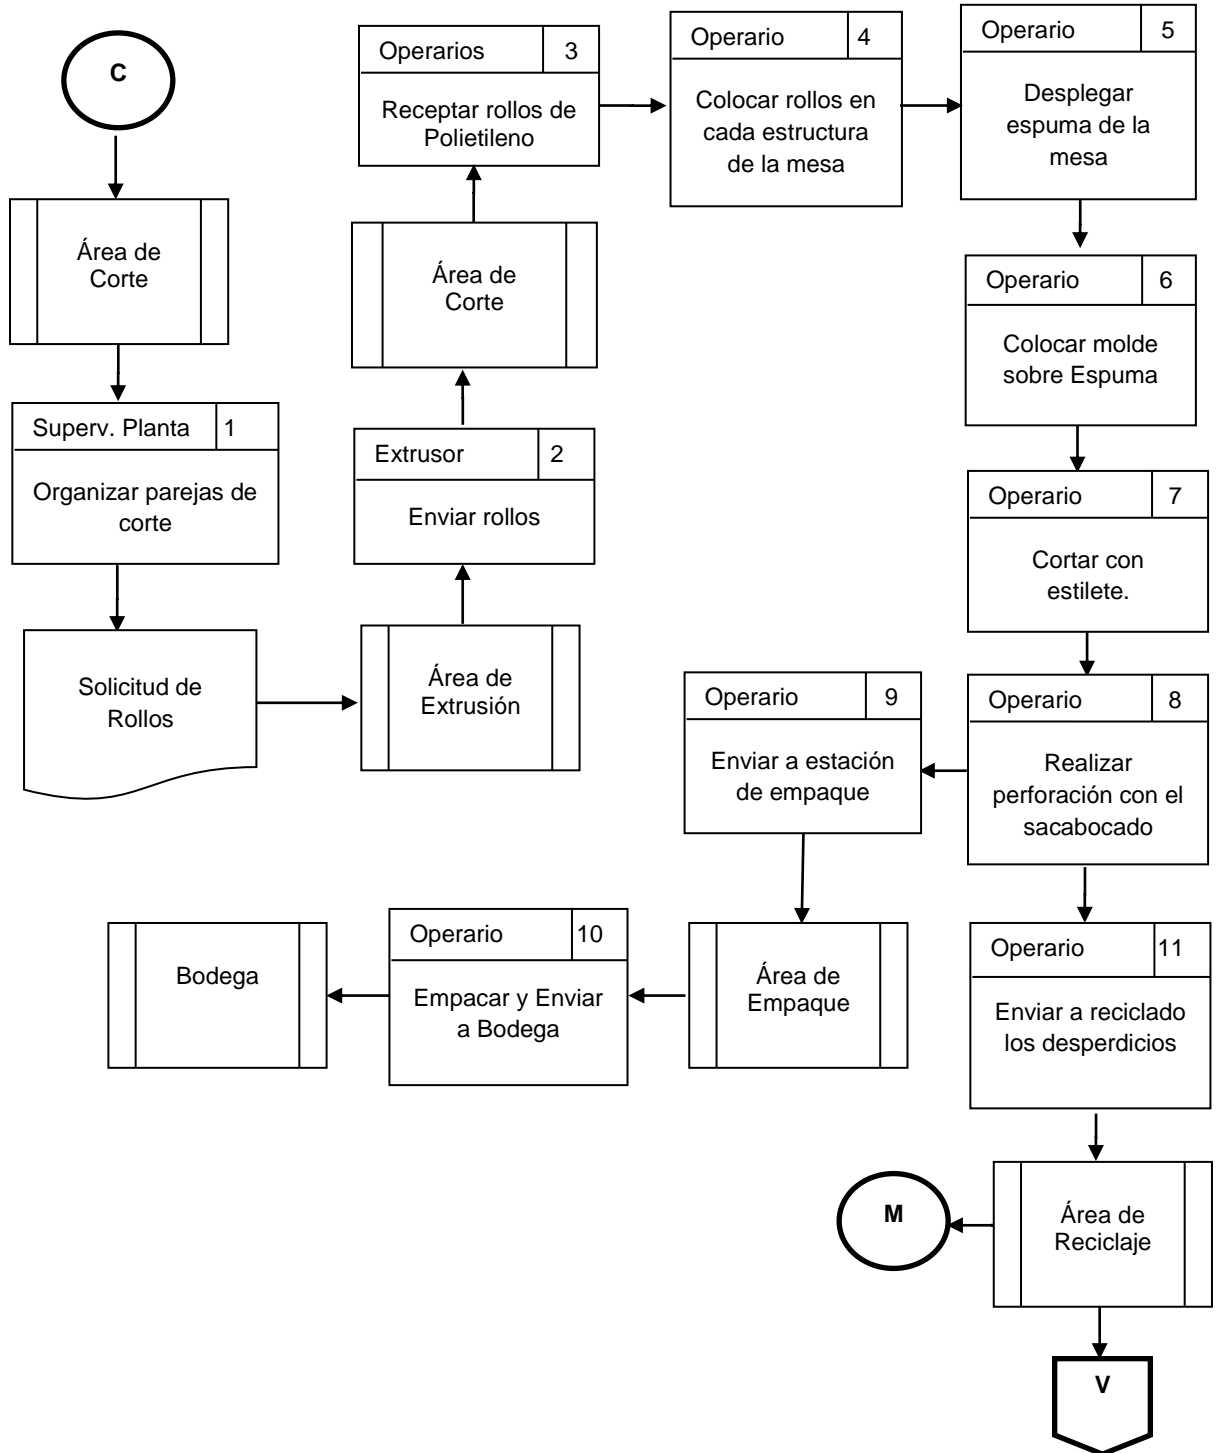 C
Área de
Corte
Superv. Planta 1
Organizar parejas de
corte
Solicitud de
Rollos
Área de
Extrusión
Extrusor 2
Enviar rollos
Área de
Corte
Operarios 3
Receptar rollos de
Polietileno
Operario 4
Colocar rollos en
cada estructura
de la mesa
Operario 5
Desplegar
espuma de la
mesa
Operario 6
Colocar molde
sobre Espuma
Operario 7
Cortar con
estilete.
Operario 8
Realizar
perforación con el
sacabocado
Operario 9
Enviar a estación
de empaque
Área de
Empaque
Operario 10
Empacar y Enviar
a Bodega
Bodega
Operario 11
Enviar a reciclado
los desperdicios
Área de
Reciclaje
M
V